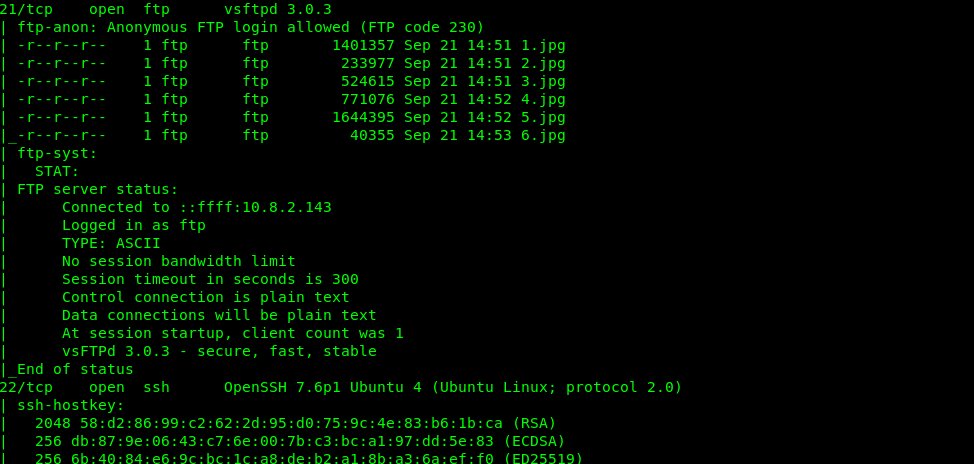 21/tcp    open  ftp      vsftpd 3.0.3
| ftp-anon: Anonymous FTP login allowed (FTP code 230)
| -r--r--r--    1 ftp      ftp       1401357 Sep 21 14:51 1.jpg
| -r--r--r--    1 ftp      ftp        233977 Sep 21 14:51 2.jpg
| -r--r--r--    1 ftp      ftp        524615 Sep 21 14:51 3.jpg
| -r--r--r--    1 ftp      ftp        771076 Sep 21 14:52 4.jpg
| -r--r--r--    1 ftp      ftp       1644395 Sep 21 14:52 5.jpg
|_-r--r--r--    1 ftp      ftp         40355 Sep 21 14:53 6.jpg
| ftp-syst:
|   STAT:
| FTP server status:
|      Connected to ::ffff:10.8.2.143
|      Logged in as ftp
|      TYPE: ASCII
|      No session bandwidth limit
|      Session timeout in seconds is 300
|      Control connection is plain text
|      Data connections will be plain text
|      At session startup, client count was 1
|      vsFTPd 3.0.3 - secure, fast, stable
|_End of status
22/tcp    open  ssh      OpenSSH 7.6p1 Ubuntu 4 (Ubuntu Linux; protocol 2.0)
| ssh-hostkey:
|   2048 58:d2:86:99:c2:62:2d:95:d0:75:9c:4e:83:b6:1b:ca (RSA)
|   256 db:87:9e:06:43:c7:6e:00:7b:c3:bc:a1:97:dd:5e:83 (ECDSA)
|   256 6b:40:84:e6:9c:bc:1c:a8:de:b2:a1:8b:a3:6a:ef:f0 (ED25519)